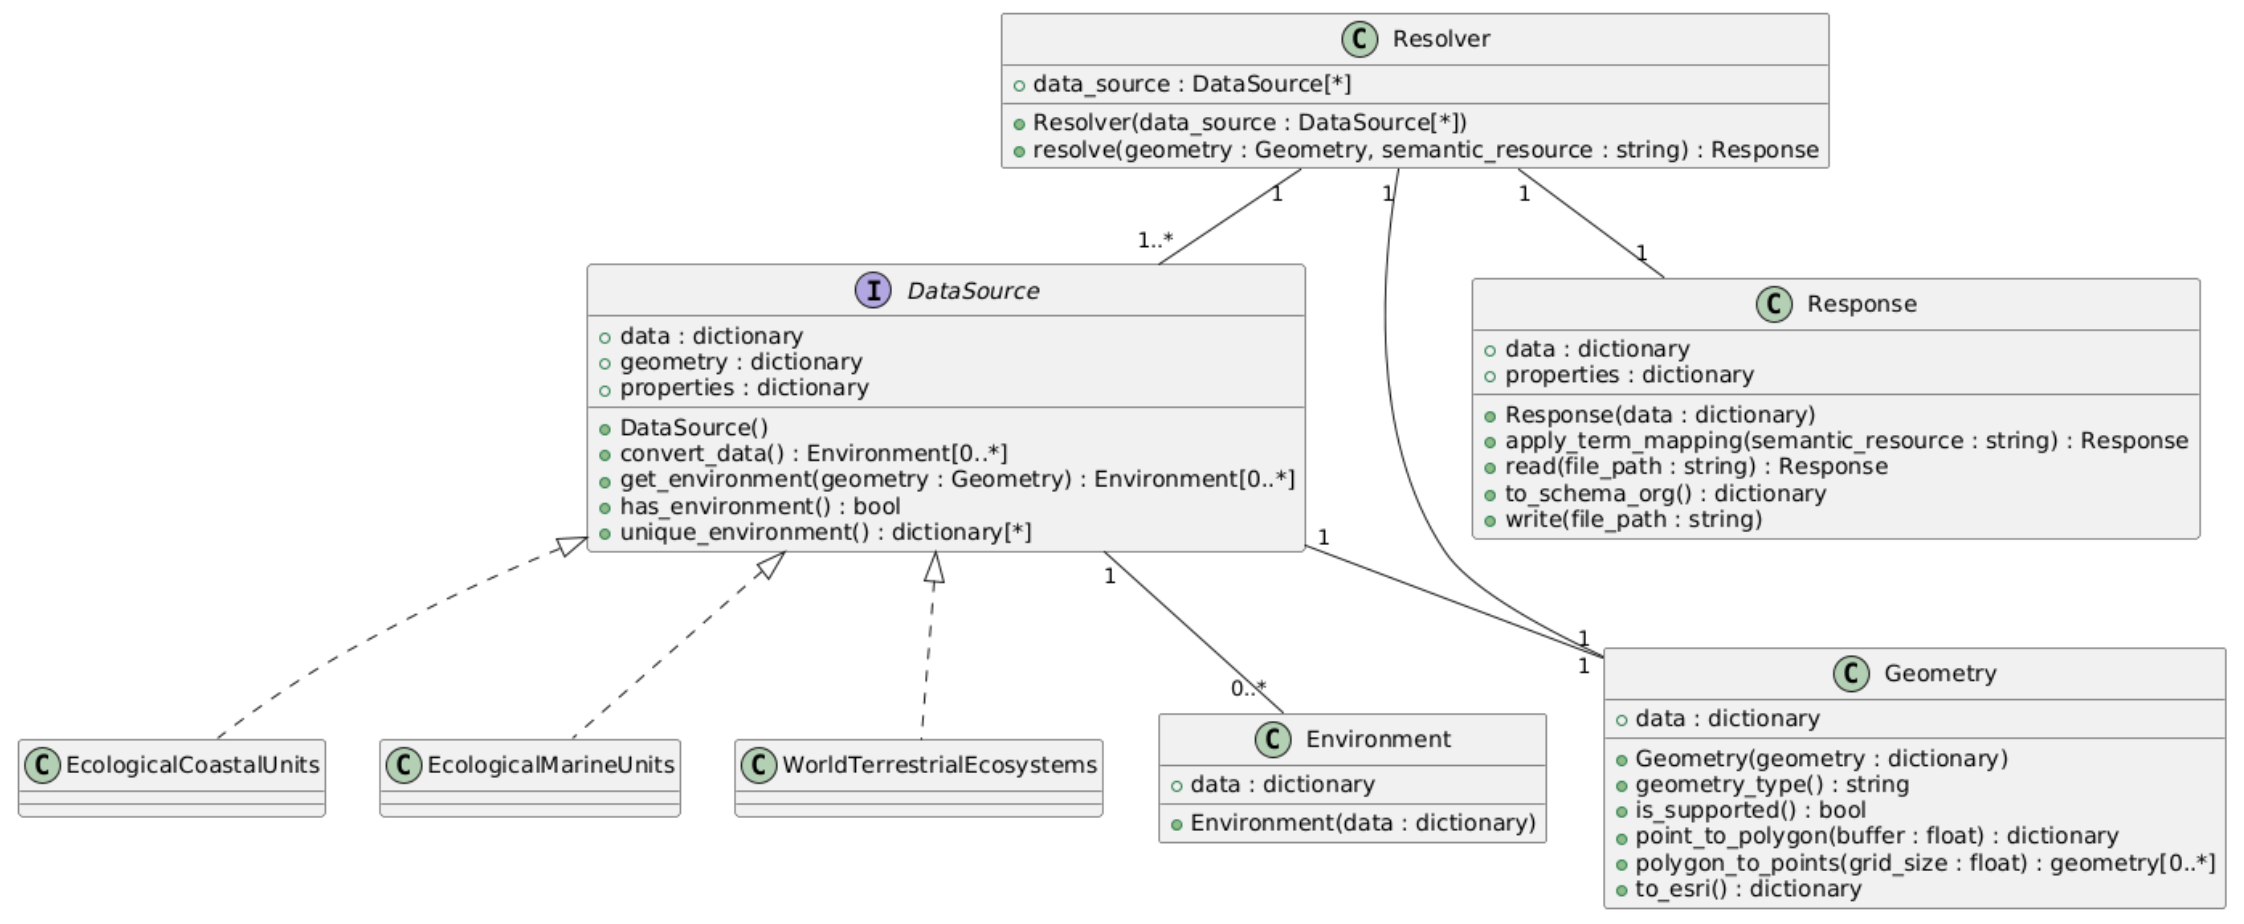 C Resolver
data_source : DataSource[*]
Resolver(data_source : DataSource[*])
resolve(geometry : Geometry, semantic_resource : string) : Response
1
1
1
1..*
1
I DataSource
data : dictionary
geometry : dictionary
properties : dictionary
DataSource()
convert_data() : Environment[0..*]
get_environment(geometry : Geometry) : Environment[0..*]
has_environment() : bool
unique_environment() : dictionary[*]
C Response
data : dictionary
properties : dictionary
Response(data : dictionary)
apply_term_mapping(semantic_resource : string) : Response
read(file_path : string) : Response
to_schema_org() : dictionary
write(file_path : string)
1
1
0..*
1
1
C EcologicalCoastalUnits
C EcologicalMarineUnits
C WorldTerrestrialEcosystems
C Environment
data : dictionary
Environment(data : dictionary)
C Geometry
data : dictionary
Geometry(geometry : dictionary)
geometry_type() : string
is_supported() : bool
point_to_polygon(buffer : float) : dictionary
polygon_to_points(grid_size : float) : geometry[0..*]
to_esri() : dictionary